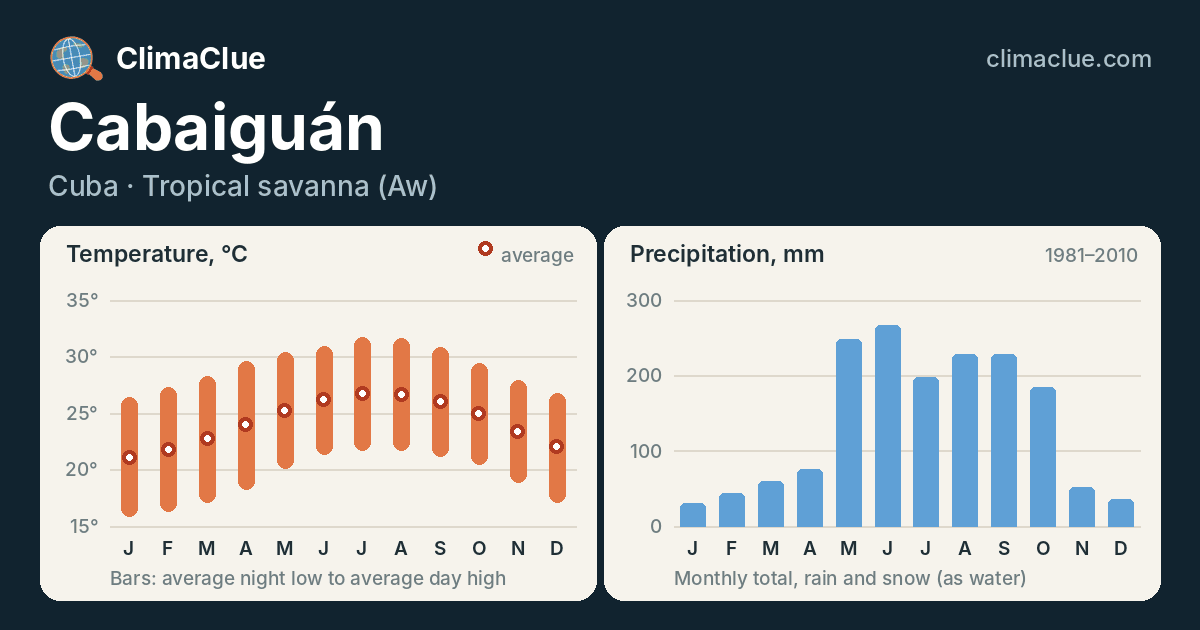 ClimaClue
climaclue.com
Cabaiguán
Cuba · Tropical savanna (Aw)
Temperature, °C
average
35°
30°
25°
20°
15°
J F M A M J J A S O N D
Bars: average night low to average day high
Precipitation, mm
1981–2010
300
200
100
0
J F M A M J J A S O N D
Monthly total, rain and snow (as water)